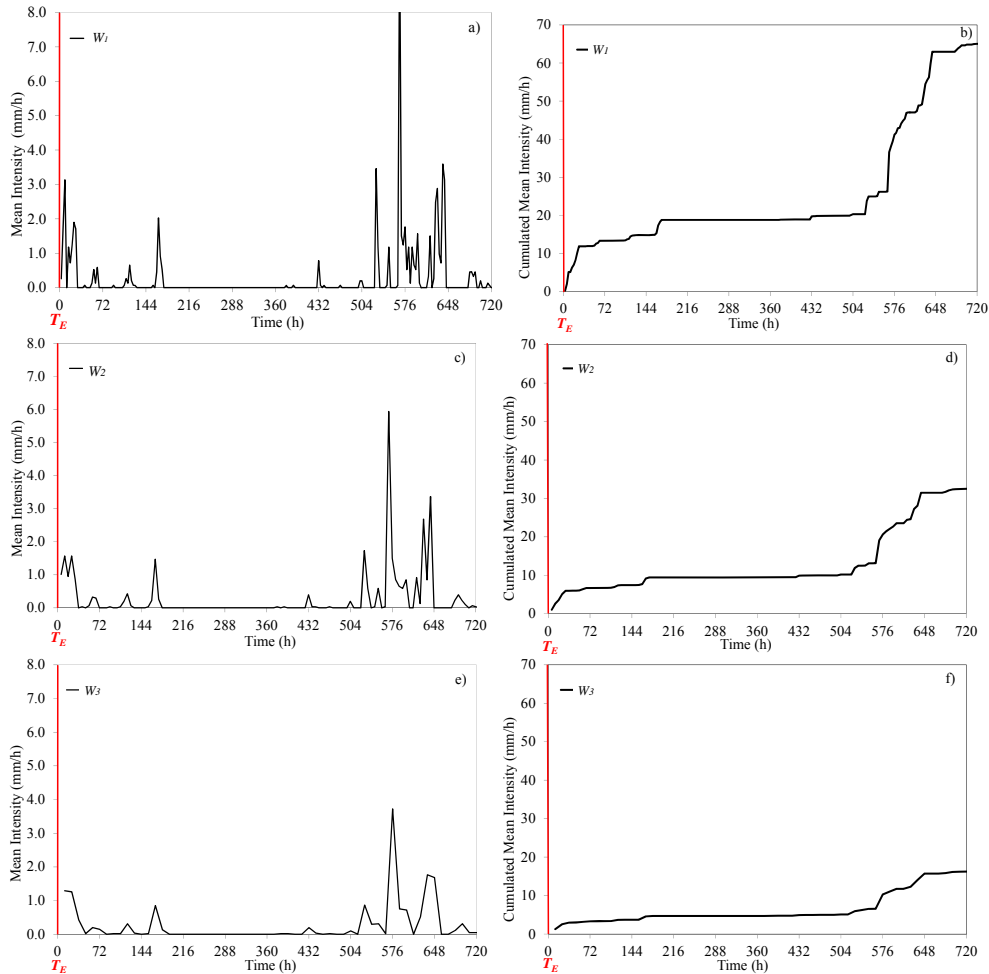 8.0
7.0
6.0
5.0
4.0
3.0
2.0
1.0
0.0
Mean Intensity (mm/h)
W1
a)
0 72 144 216 288 360 432 504 576 648 720
TE
Time (h)
70
60
50
40
30
20
10
0
Cumulated Mean Intensity (mm/h)
W1
b)
0 72 144 216 288 360 432 504 576 648 720
TE
Time (h)
8.0
7.0
6.0
5.0
4.0
3.0
2.0
1.0
0.0
Mean Intensity (mm/h)
W2
c)
0 72 144 216 288 360 432 504 576 648 720
TE
Time (h)
70
60
50
40
30
20
10
0
Cumulated Mean Intensity (mm/h)
W2
d)
0 72 144 216 288 360 432 504 576 648 720
TE
Time (h)
8.0
7.0
6.0
5.0
4.0
3.0
2.0
1.0
0.0
Mean Intensity (mm/h)
W3
e)
0 72 144 216 288 360 432 504 576 648 720
TE
Time (h)
70
60
50
40
30
20
10
0
Cumulated Mean Intensity (mm/h)
W3
f)
0 72 144 216 288 360 432 504 576 648 720
TE
Time (h)